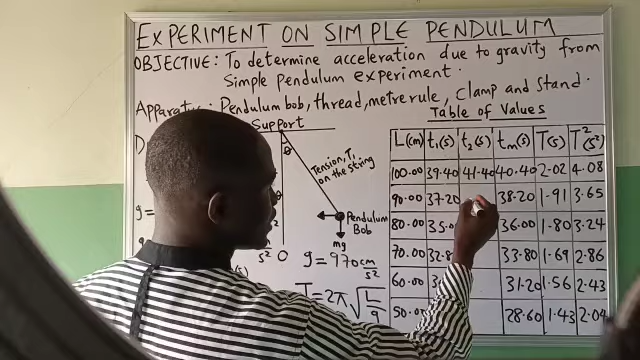 EXPERIMENT ON SIMPLE PENDULUM
OBJECTIVE: To determine acceleration due to gravity from
Simple pendulum experiment.
Apparatus: Pendulum bob, thread, metre rule, Clamp and Stand.
Support
θ
Tension, T,
on the string
Pendulum
Bob
mg
O
g = 970 cm/s²
T = 2π√(L/g)
Table of Values
L(cm) t₁(s) t₂(s) tm(s) T(s) T²(s²)
100.00 39.40 41.40 40.40 2.02 4.08
90.00 37.20 38.20 1.91 3.65
80.00 36.00 1.80 3.24
70.00 33.80 1.69 2.86
60.00 31.20 1.56 2.43
28.60 1.43 2.04